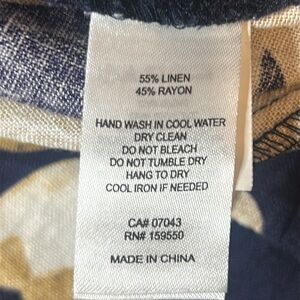 55% LINEN
45% RAYON
HAND WASH IN COOL WATER
DRY CLEAN
DO NOT BLEACH
DO NOT TUMBLE DRY
HANG TO DRY
COOL IRON IF NEEDED
CA# 07043
RN# 159550
MADE IN CHINA